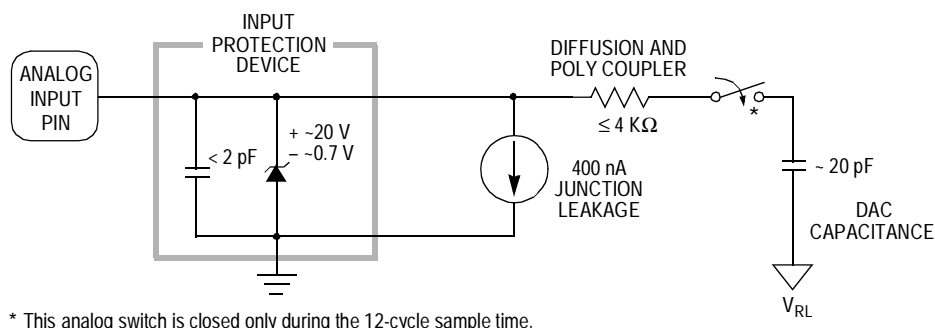 INPUT
PROTECTION
DEVICE
ANALOG
INPUT
PIN
< 2 pF
+ ~20 V
– ~0.7 V
400 nA
JUNCTION
LEAKAGE
DIFFUSION AND
POLY COUPLER
≤ 4 KΩ
*
~ 20 pF
DAC
CAPACITANCE
VRL
* This analog switch is closed only during the 12-cycle sample time.